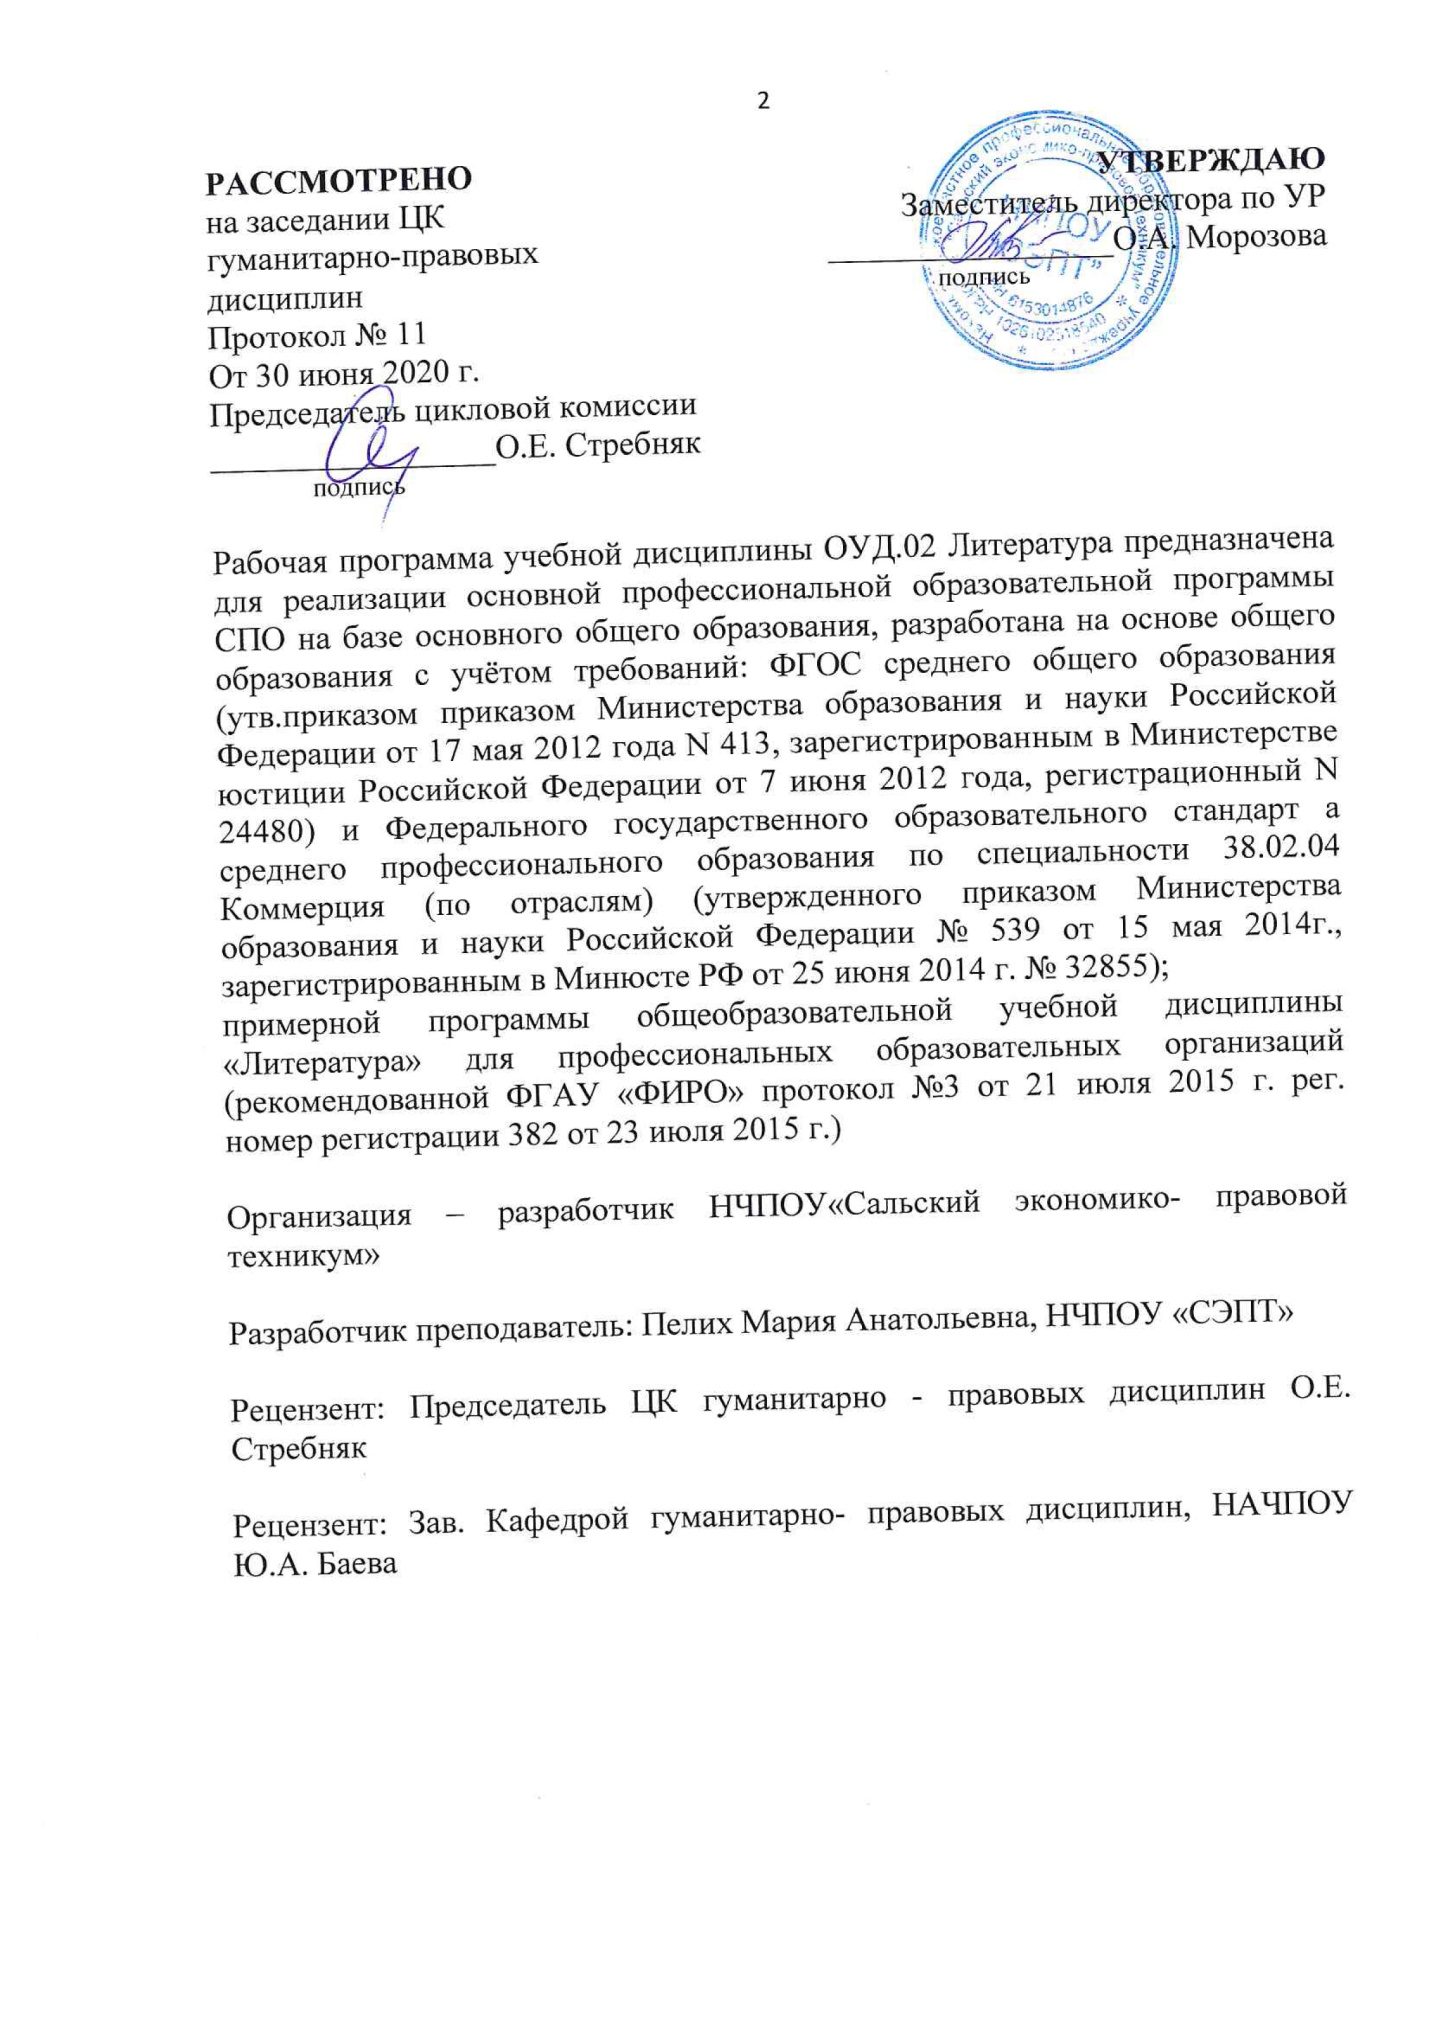 2
РАССМОТРЕНО
на заседании ЦК
гуманитарно-правовых
дисциплин
Протокол № 11
От 30 июня 2020 г.
Председатель цикловой комиссии
О.Е. Стребняк
подпись
УТВЕРЖДАЮ
Заместитель директора по УР
О.А. Морозова
подпись
6153014876
Рабочая программа учебной дисциплины ОУД.02 Литература предназначена
для реализации основной профессиональной образовательной программы
СПО на базе основного общего образования, разработана на основе общего
образования с учётом требований: ФГОС среднего общего образования
(утв.приказом приказом Министерства образования и науки Российской
Федерации от 17 мая 2012 года N 413, зарегистрированным в Министерстве
юстиции Российской Федерации от 7 июня 2012 года, регистрационный N
24480) и Федерального государственного образовательного стандарт а
среднего профессионального образования по специальности 38.02.04
Коммерция (по отраслям) (утвержденного приказом Министерства
образования и науки Российской Федерации № 539 от 15 мая 2014г.,
зарегистрированным в Минюсте РФ от 25 июня 2014 г. № 32855);
примерной программы общеобразовательной учебной дисциплины
«Литература» для профессиональных образовательных организаций
(рекомендованной ФГАУ «ФИРО» протокол №3 от 21 июля 2015 г. рег.
номер регистрации 382 от 23 июля 2015 г.)
Организация – разработчик НЧПОУ«Сальский экономико- правовой
техникум»
Разработчик преподаватель: Пелих Мария Анатольевна, НЧПОУ «СЭПТ»
Рецензент: Председатель ЦК гуманитарно - правовых дисциплин О.Е.
Стребняк
Рецензент: Зав. Кафедрой гуманитарно- правовых дисциплин, НАЧПОУ
Ю.А. Баева